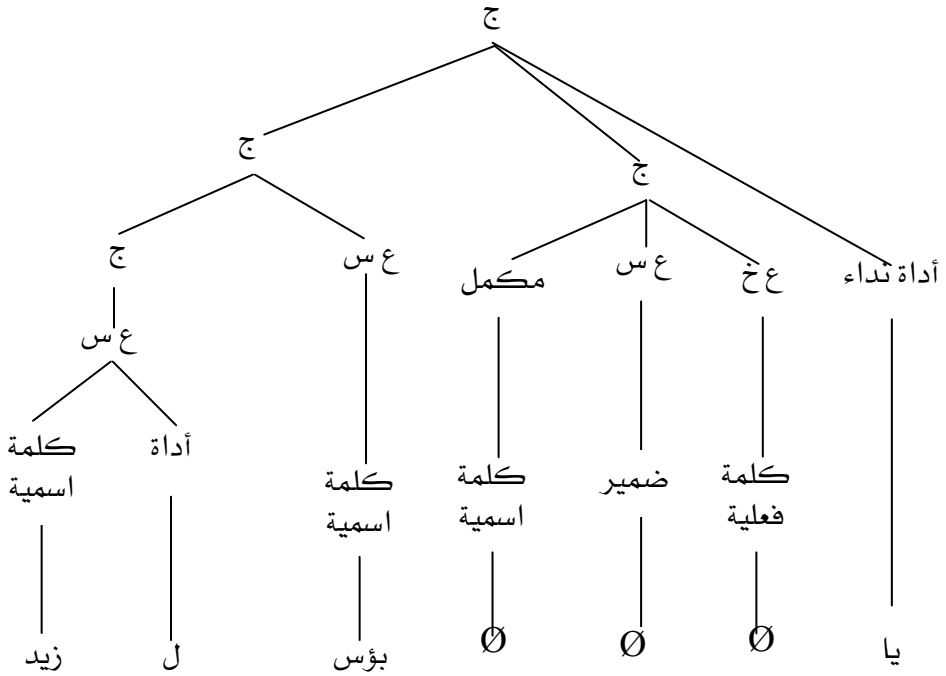 ج
ج
ج
أداة نداء
ع خ
ع س
مكمل
ع س
ج
ع س
أداة
كلمة
اسمية
كلمة
فعلية
ضمير
كلمة
اسمية
كلمة
اسمية
يا
Ø
Ø
Ø
بؤس
ل
زيد